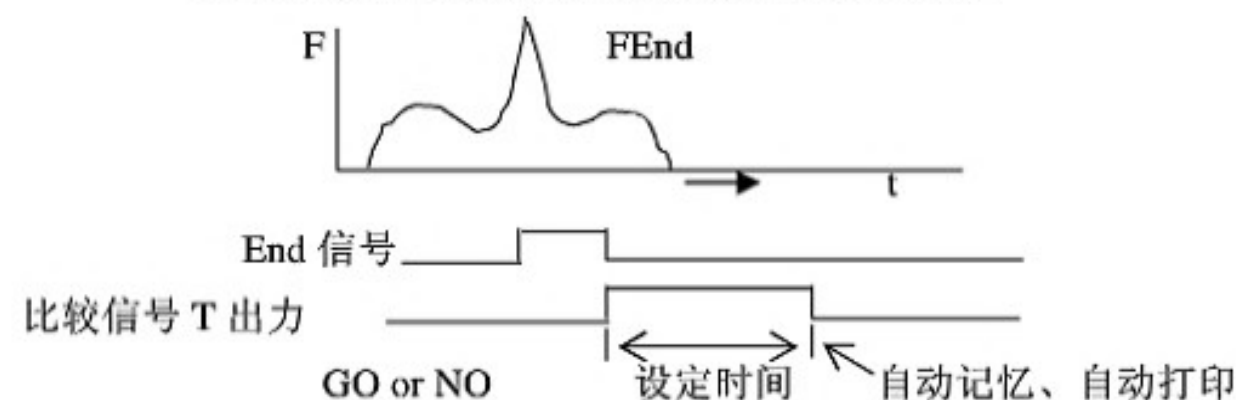 F
FEnd
t
End 信号
比较信号 T 出力
GO or NO
设定时间
自动记忆、自动打印